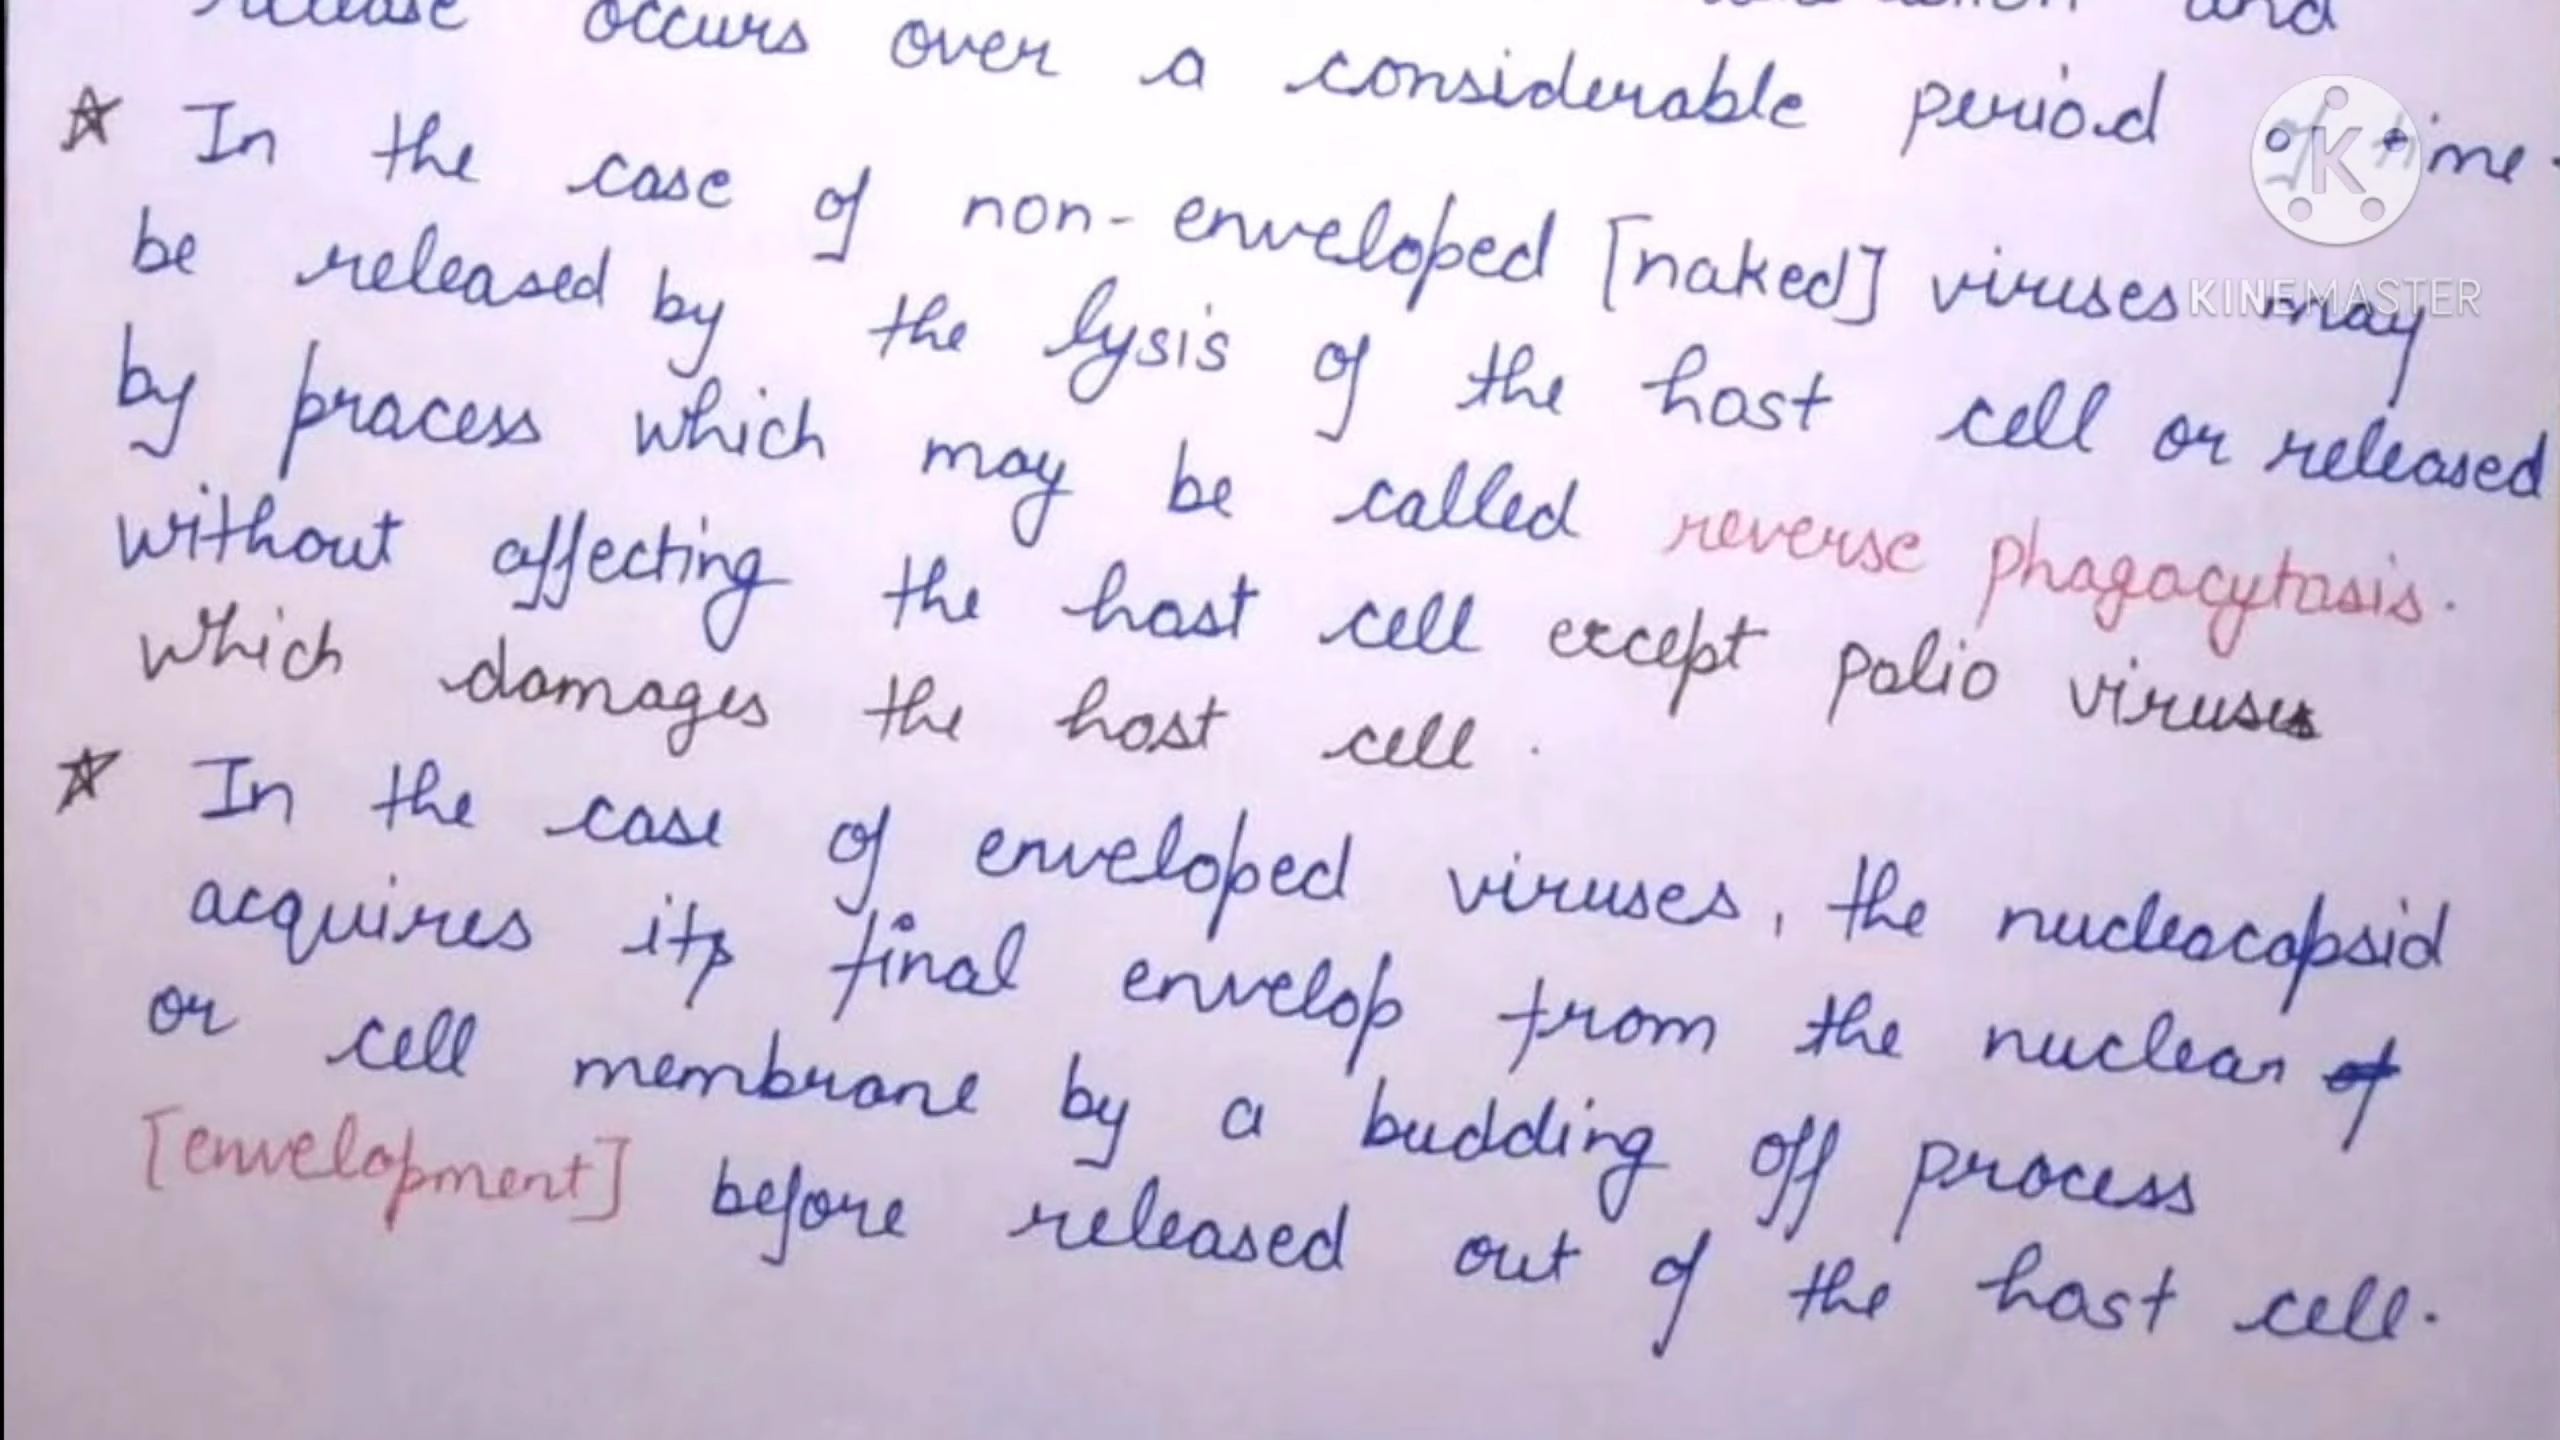 release occurs over a considerable period of time.
☆ In the case of non-enveloped [naked] viruses may
be released by the lysis of the host cell or released
by process which may be called reverse phagocytosis.
without affecting the host cell except polio viruses
which damages the host cell.
☆ In the case of enveloped viruses, the nucleocapsid
acquires its final envelop from the nuclear
or cell membrane by a budding off process
[envelopment] before released out of the host cell.
K
KINEMASTER